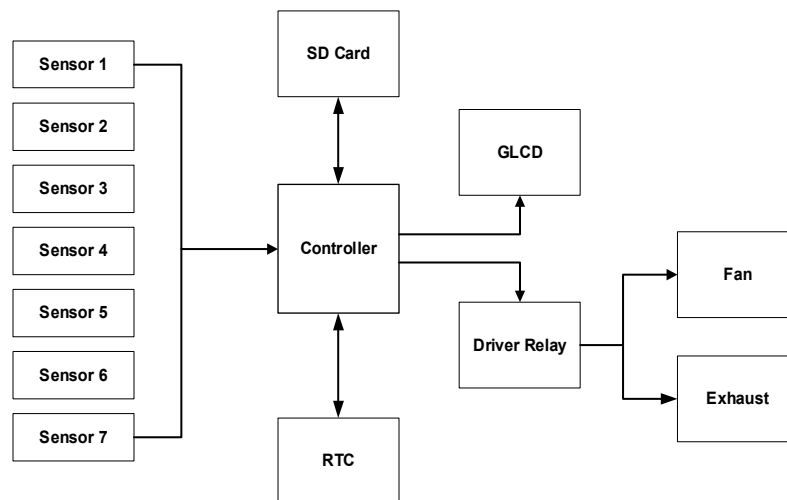 Sensor 1
Sensor 2
Sensor 3
Sensor 4
Sensor 5
Sensor 6
Sensor 7
SD Card
Controller
RTC
GLCD
Driver Relay
Fan
Exhaust